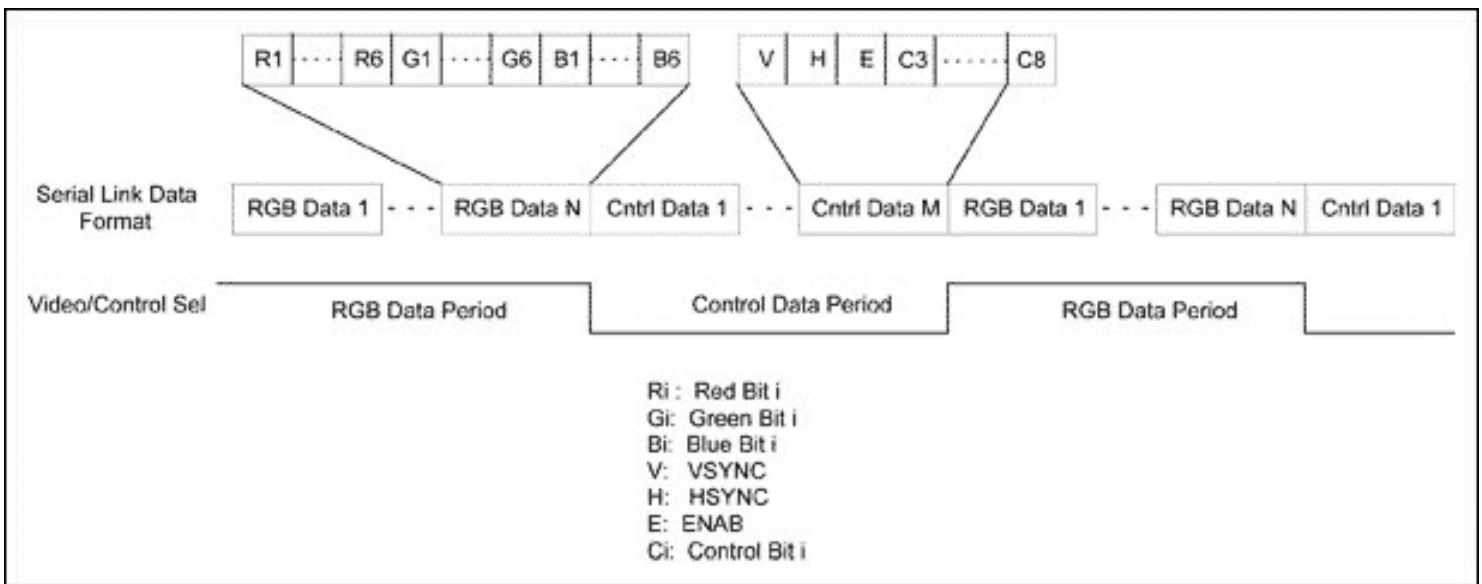 R1 ---- R6 G1 ---- G6 B1 ---- B6
V H E C3 ------ C8
Serial Link Data
Format
RGB Data 1 - - - RGB Data N Cntrl Data 1 - - - Cntrl Data M RGB Data 1 - - - RGB Data N Cntrl Data 1
Video/Control Sel
RGB Data Period Control Data Period RGB Data Period
Ri : Red Bit i
Gi: Green Bit i
Bi: Blue Bit i
V: VSYNC
H: HSYNC
E: ENAB
Ci: Control Bit i